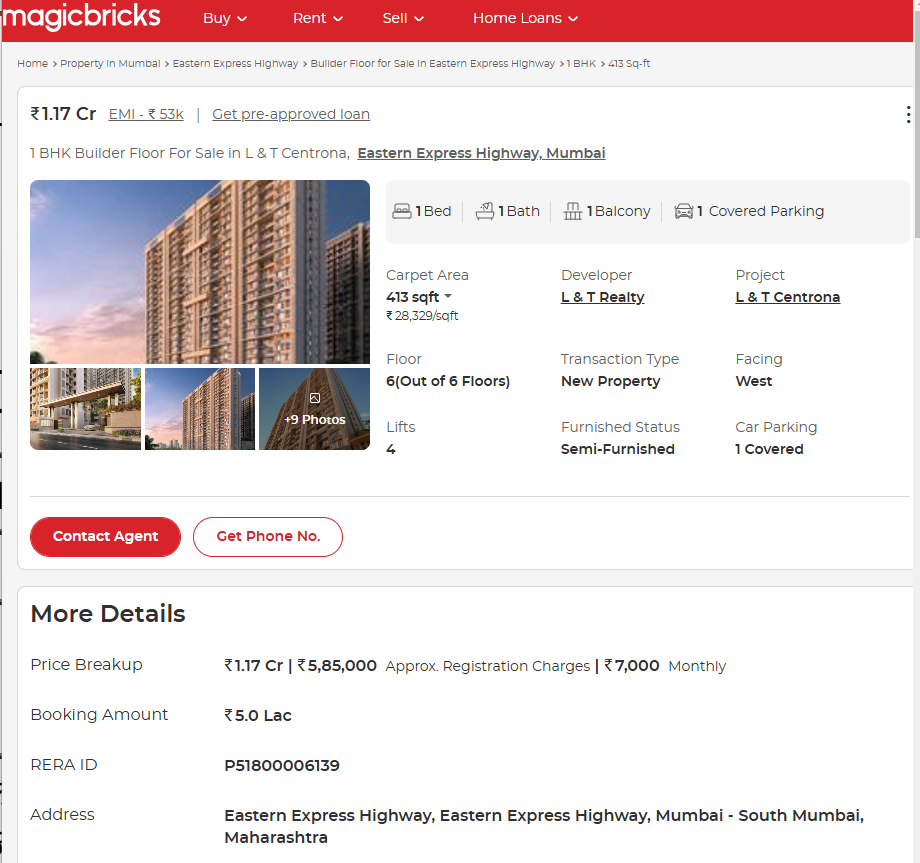 magicbricks Buy Rent Sell Home Loans
Home > Property in Mumbai > Eastern Express Highway > Builder Floor for Sale in Eastern Express Highway > 1 BHK > 413 Sq-ft
₹1.17 Cr EMI - ₹ 53k | Get pre-approved loan
1 BHK Builder Floor For Sale in L & T Centrona, Eastern Express Highway, Mumbai
1 Bed 1 Bath 1 Balcony 1 Covered Parking
Carpet Area Developer Project
413 sqft L & T Realty L & T Centrona
₹28,329/sqft
Floor Transaction Type Facing
6(Out of 6 Floors) New Property West
+9 Photos
Lifts Furnished Status Car Parking
4 Semi-Furnished 1 Covered
Contact Agent Get Phone No.
More Details
Price Breakup ₹1.17 Cr | ₹5,85,000 Approx. Registration Charges | ₹7,000 Monthly
Booking Amount ₹5.0 Lac
RERA ID P51800006139
Address Eastern Express Highway, Eastern Express Highway, Mumbai - South Mumbai,
Maharashtra